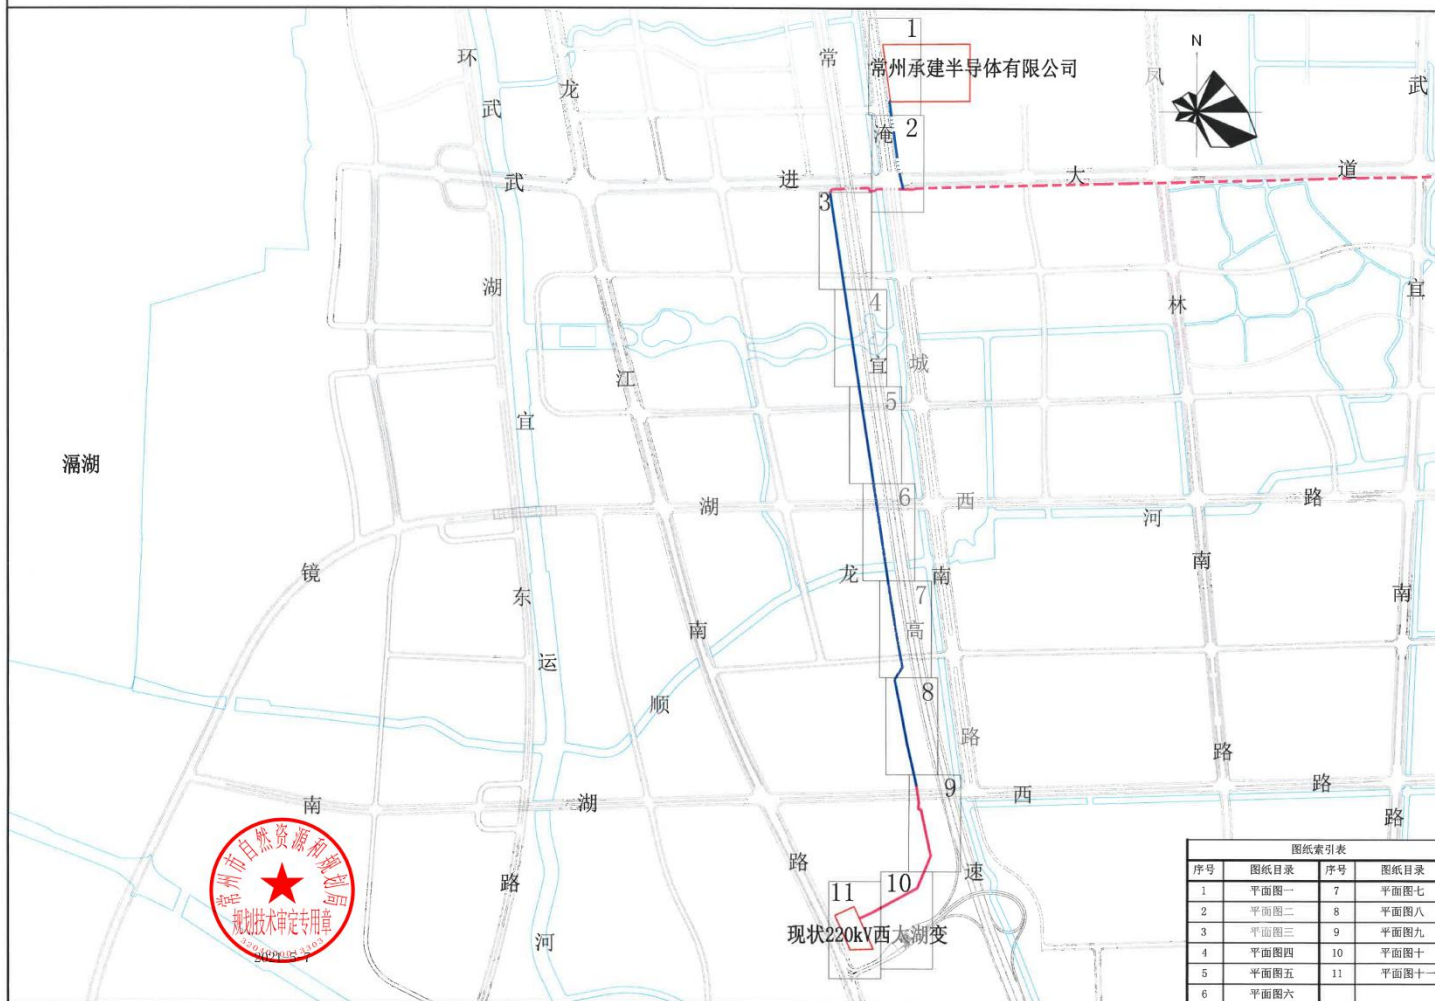 1
常州承建半导体有限公司
N
环
武
龙
常
凤
武
淹
2
武
进
大
道
3
湖
4
林
宜
宜
城
江
宜
5
滆湖
湖
6
西
河
路
镜
东
龙
南
7
高
南
南
运
南
顺
8
路
路
南
湖
9
西
路
路
路
路
速
10
11
现状220kV西太湖变
河
常州市自然资源和规划局
规划技术审定专用章
图纸索引表
序号 图纸目录 序号 图纸目录
1 平面图一 7 平面图七
2 平面图二 8 平面图八
3 平面图三 9 平面图九
4 平面图四 10 平面图十
5 平面图五 11 平面图十一
6 平面图六